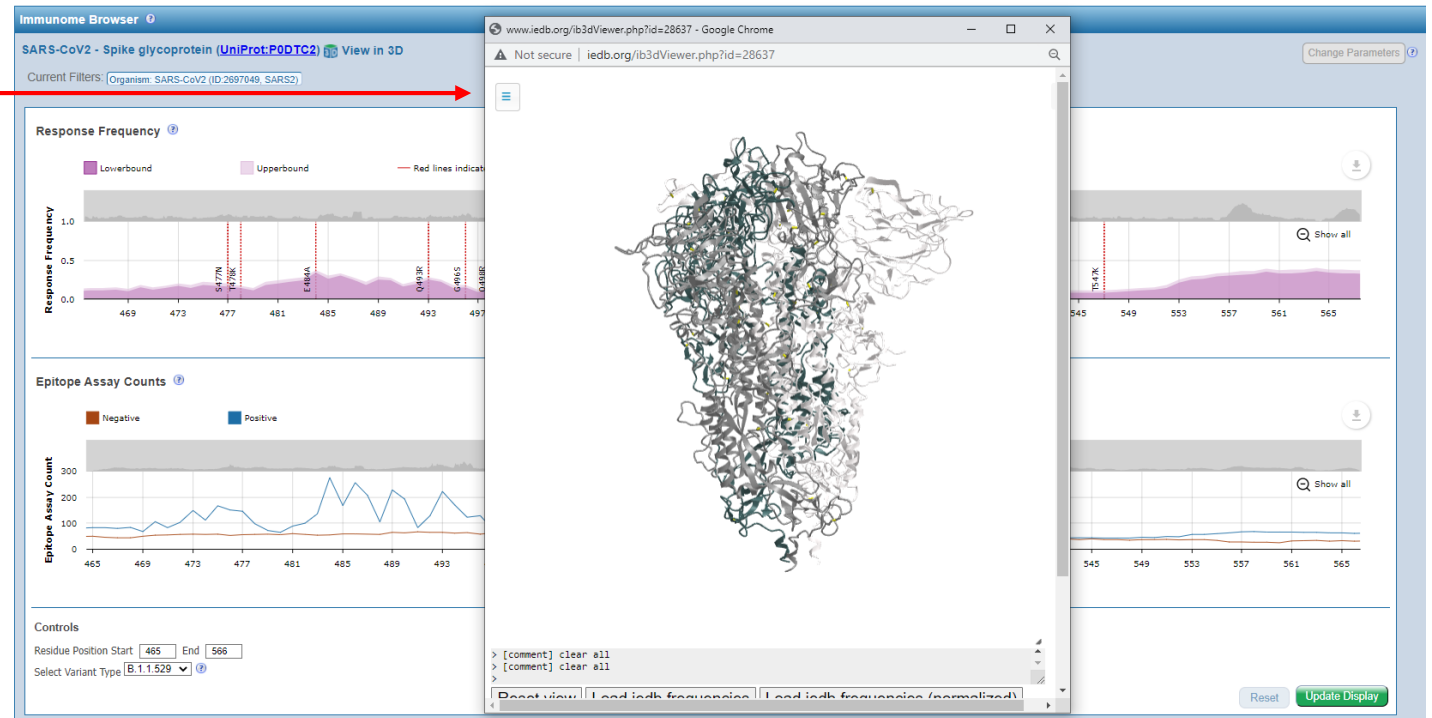 Immunome Browser
SARS-CoV2 - Spike glycoprotein (UniProt:P0DTC2) 3D View in 3D
Current Filters: Organism: SARS-CoV2 (ID:2697049, SARS2)
Change Parameters
Response Frequency
Lowerbound Upperbound Red lines indicate
Response Frequency
1.0
0.5
0.0
S477N T478K E484A Q493R G496S
469 473 477 481 485 489 493 497
T547K
Show all
545 549 553 557 561 565
Epitope Assay Counts
Negative Positive
Epitope Assay Count
300
200
100
0
465 469 473 477 481 485 489 493
Show all
545 549 553 557 561 565
Controls
Residue Position Start 465 End 566
Select Variant Type B.1.1.529
Reset Update Display
www.iedb.org/ib3dViewer.php?id=28637 - Google Chrome
Not secure | iedb.org/ib3dViewer.php?id=28637
> [comment] clear all
> [comment] clear all
>
Reset view Load iedb frequencies Load iedb frequencies (normalized)